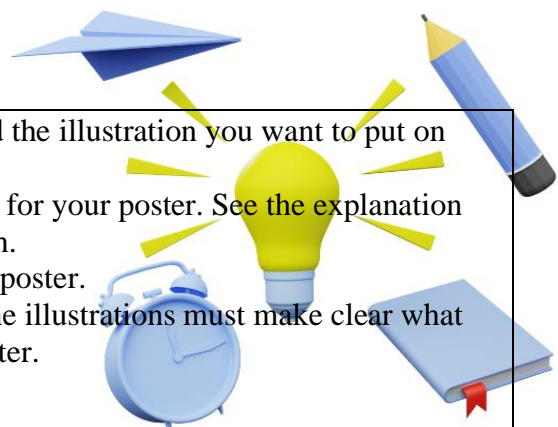 the illustration you want to put on
for your poster. See the explanation
poster.
e illustrations must make clear what